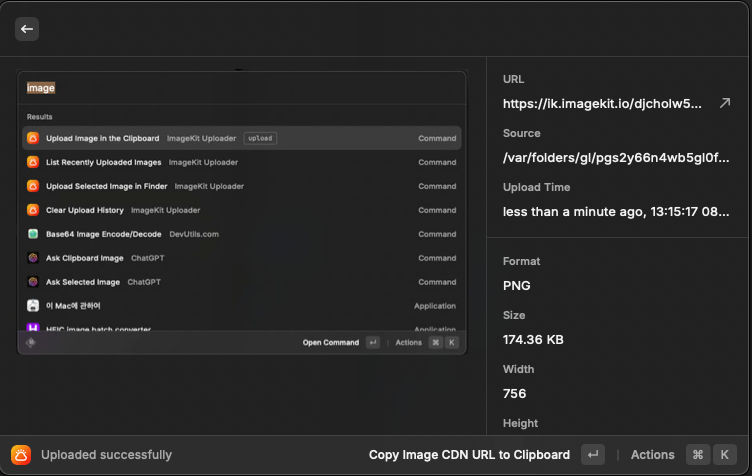 image
Results
Upload Image in the Clipboard ImageKit Uploader upload Command
List Recently Uploaded Images ImageKit Uploader Command
Upload Selected Image in Finder ImageKit Uploader Command
Clear Upload History ImageKit Uploader Command
Base64 Image Encode/Decode DevUtils.com Command
Ask Clipboard Image ChatGPT Command
Ask Selected Image ChatGPT Command
이 Mac에 관하여 Application
HEIC image batch converter Application
Open Command ↵ | Actions ⌘ K
URL
https://ik.imagekit.io/djcholw5...
Source
/var/folders/gl/pgs2y66n4wb5gl0f...
Upload Time
less than a minute ago, 13:15:17 08...
Format
PNG
Size
174.36 KB
Width
756
Height
Uploaded successfully Copy Image CDN URL to Clipboard ↵ | Actions ⌘ K